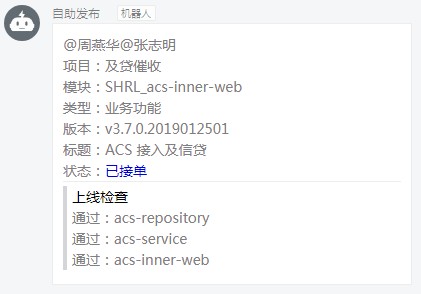 自助发布 机器人
@周燕华@张志明
项目：及贷催收
模块：SHRL_acs-inner-web
类型：业务功能
版本：v3.7.0.2019012501
标题：ACS 接入及信贷
状态：已接单
上线检查
通过：acs-repository
通过：acs-service
通过：acs-inner-web